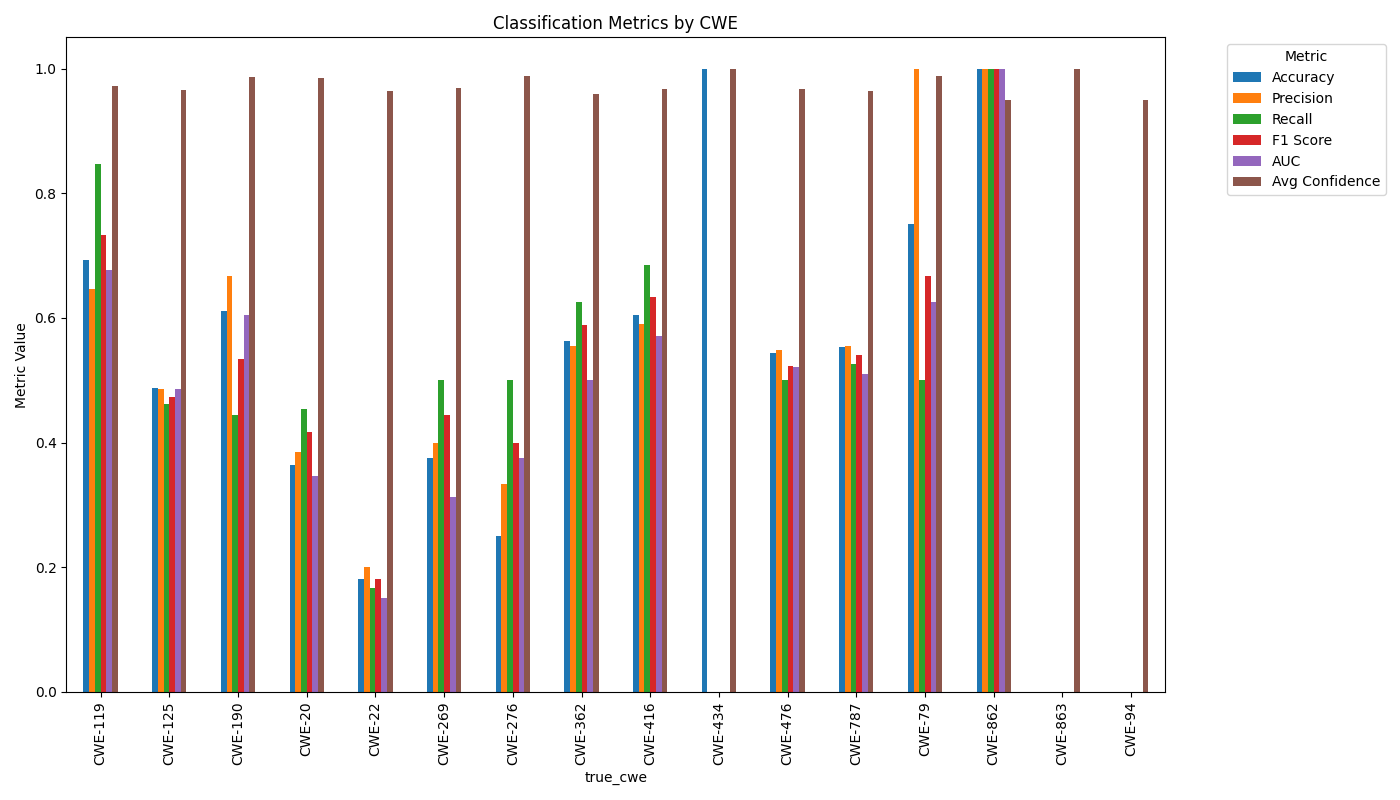 Classification Metrics by CWE
Metric
Accuracy
Precision
Recall
F1 Score
AUC
Avg Confidence
Metric Value
1.0
0.8
0.6
0.4
0.2
0.0
CWE-119
CWE-125
CWE-190
CWE-20
CWE-22
CWE-269
CWE-276
CWE-362
CWE-416
CWE-434
CWE-476
CWE-787
CWE-79
CWE-862
CWE-863
CWE-94
true_cwe